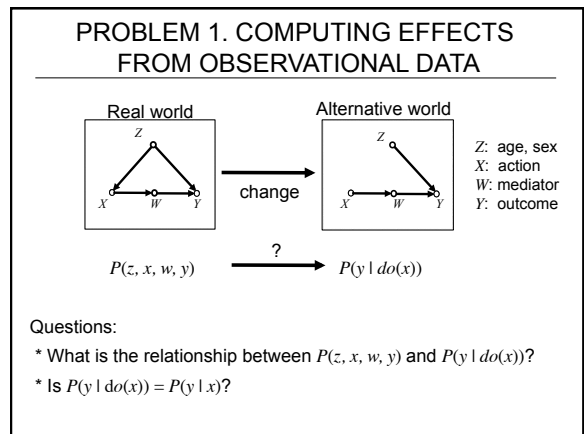 PROBLEM 1. COMPUTING EFFECTS
FROM OBSERVATIONAL DATA
Real world
Alternative world
Z
X
W
Y
change
Z
X
W
Y
Z: age, sex
X: action
W: mediator
Y: outcome
P(z, x, w, y)
?
P(y | do(x))
Questions:
* What is the relationship between P(z, x, w, y) and P(y | do(x))?
* Is P(y | do(x)) = P(y | x)?